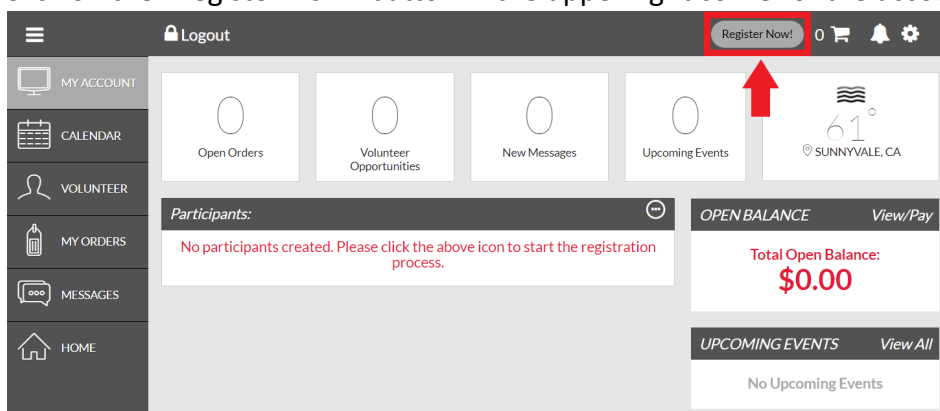 Logout
Register Now!
0
MY ACCOUNT
CALENDAR
VOLUNTEER
MY ORDERS
MESSAGES
HOME
0
Open Orders
0
Volunteer
Opportunities
0
New Messages
0
Upcoming Events
61°
SUNNYVALE, CA
Participants:
No participants created. Please click the above icon to start the registration
process.
OPEN BALANCE View/Pay
Total Open Balance:
$0.00
UPCOMING EVENTS View All
No Upcoming Events